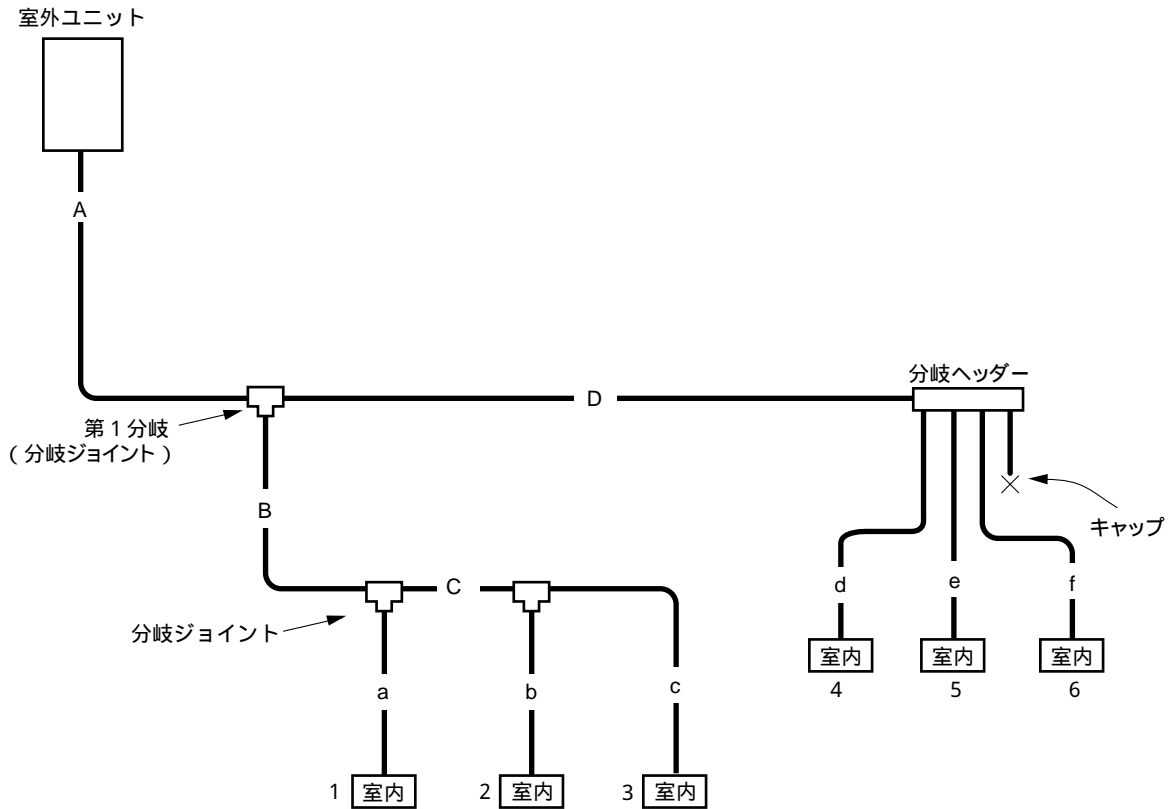 室外ユニット
A
分岐ヘッダー
D
第1分岐
(分岐ジョイント)
B
キャップ
C
d
e
f
分岐ジョイント
室内
室内
室内
4
5
6
a
b
c
1 室内
2 室内
3 室内